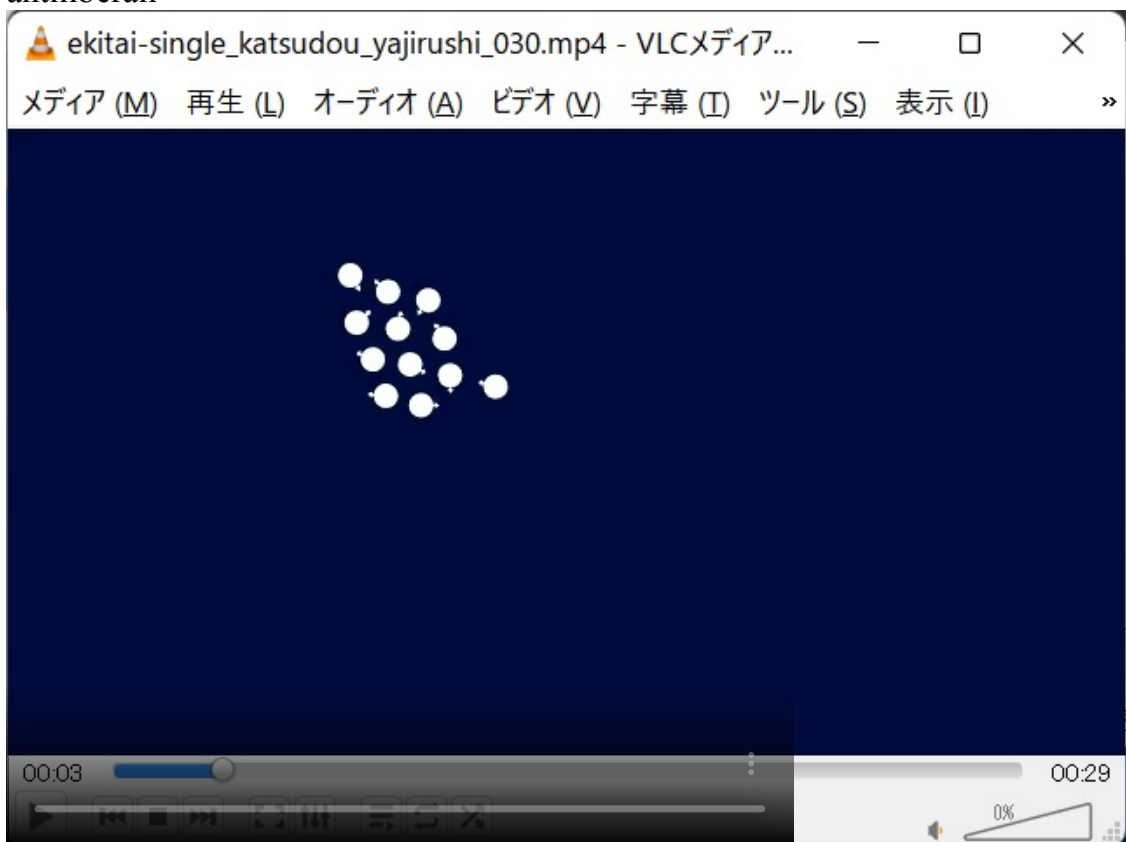 ekitai-single_katsudou_yajirushi_030.mp4 - VLCメディア...
メディア (M) 再生 (L) オーディオ (A) ビデオ (V) 字幕 (T) ツール (S) 表示 (I) »
00:03 00:29
0%